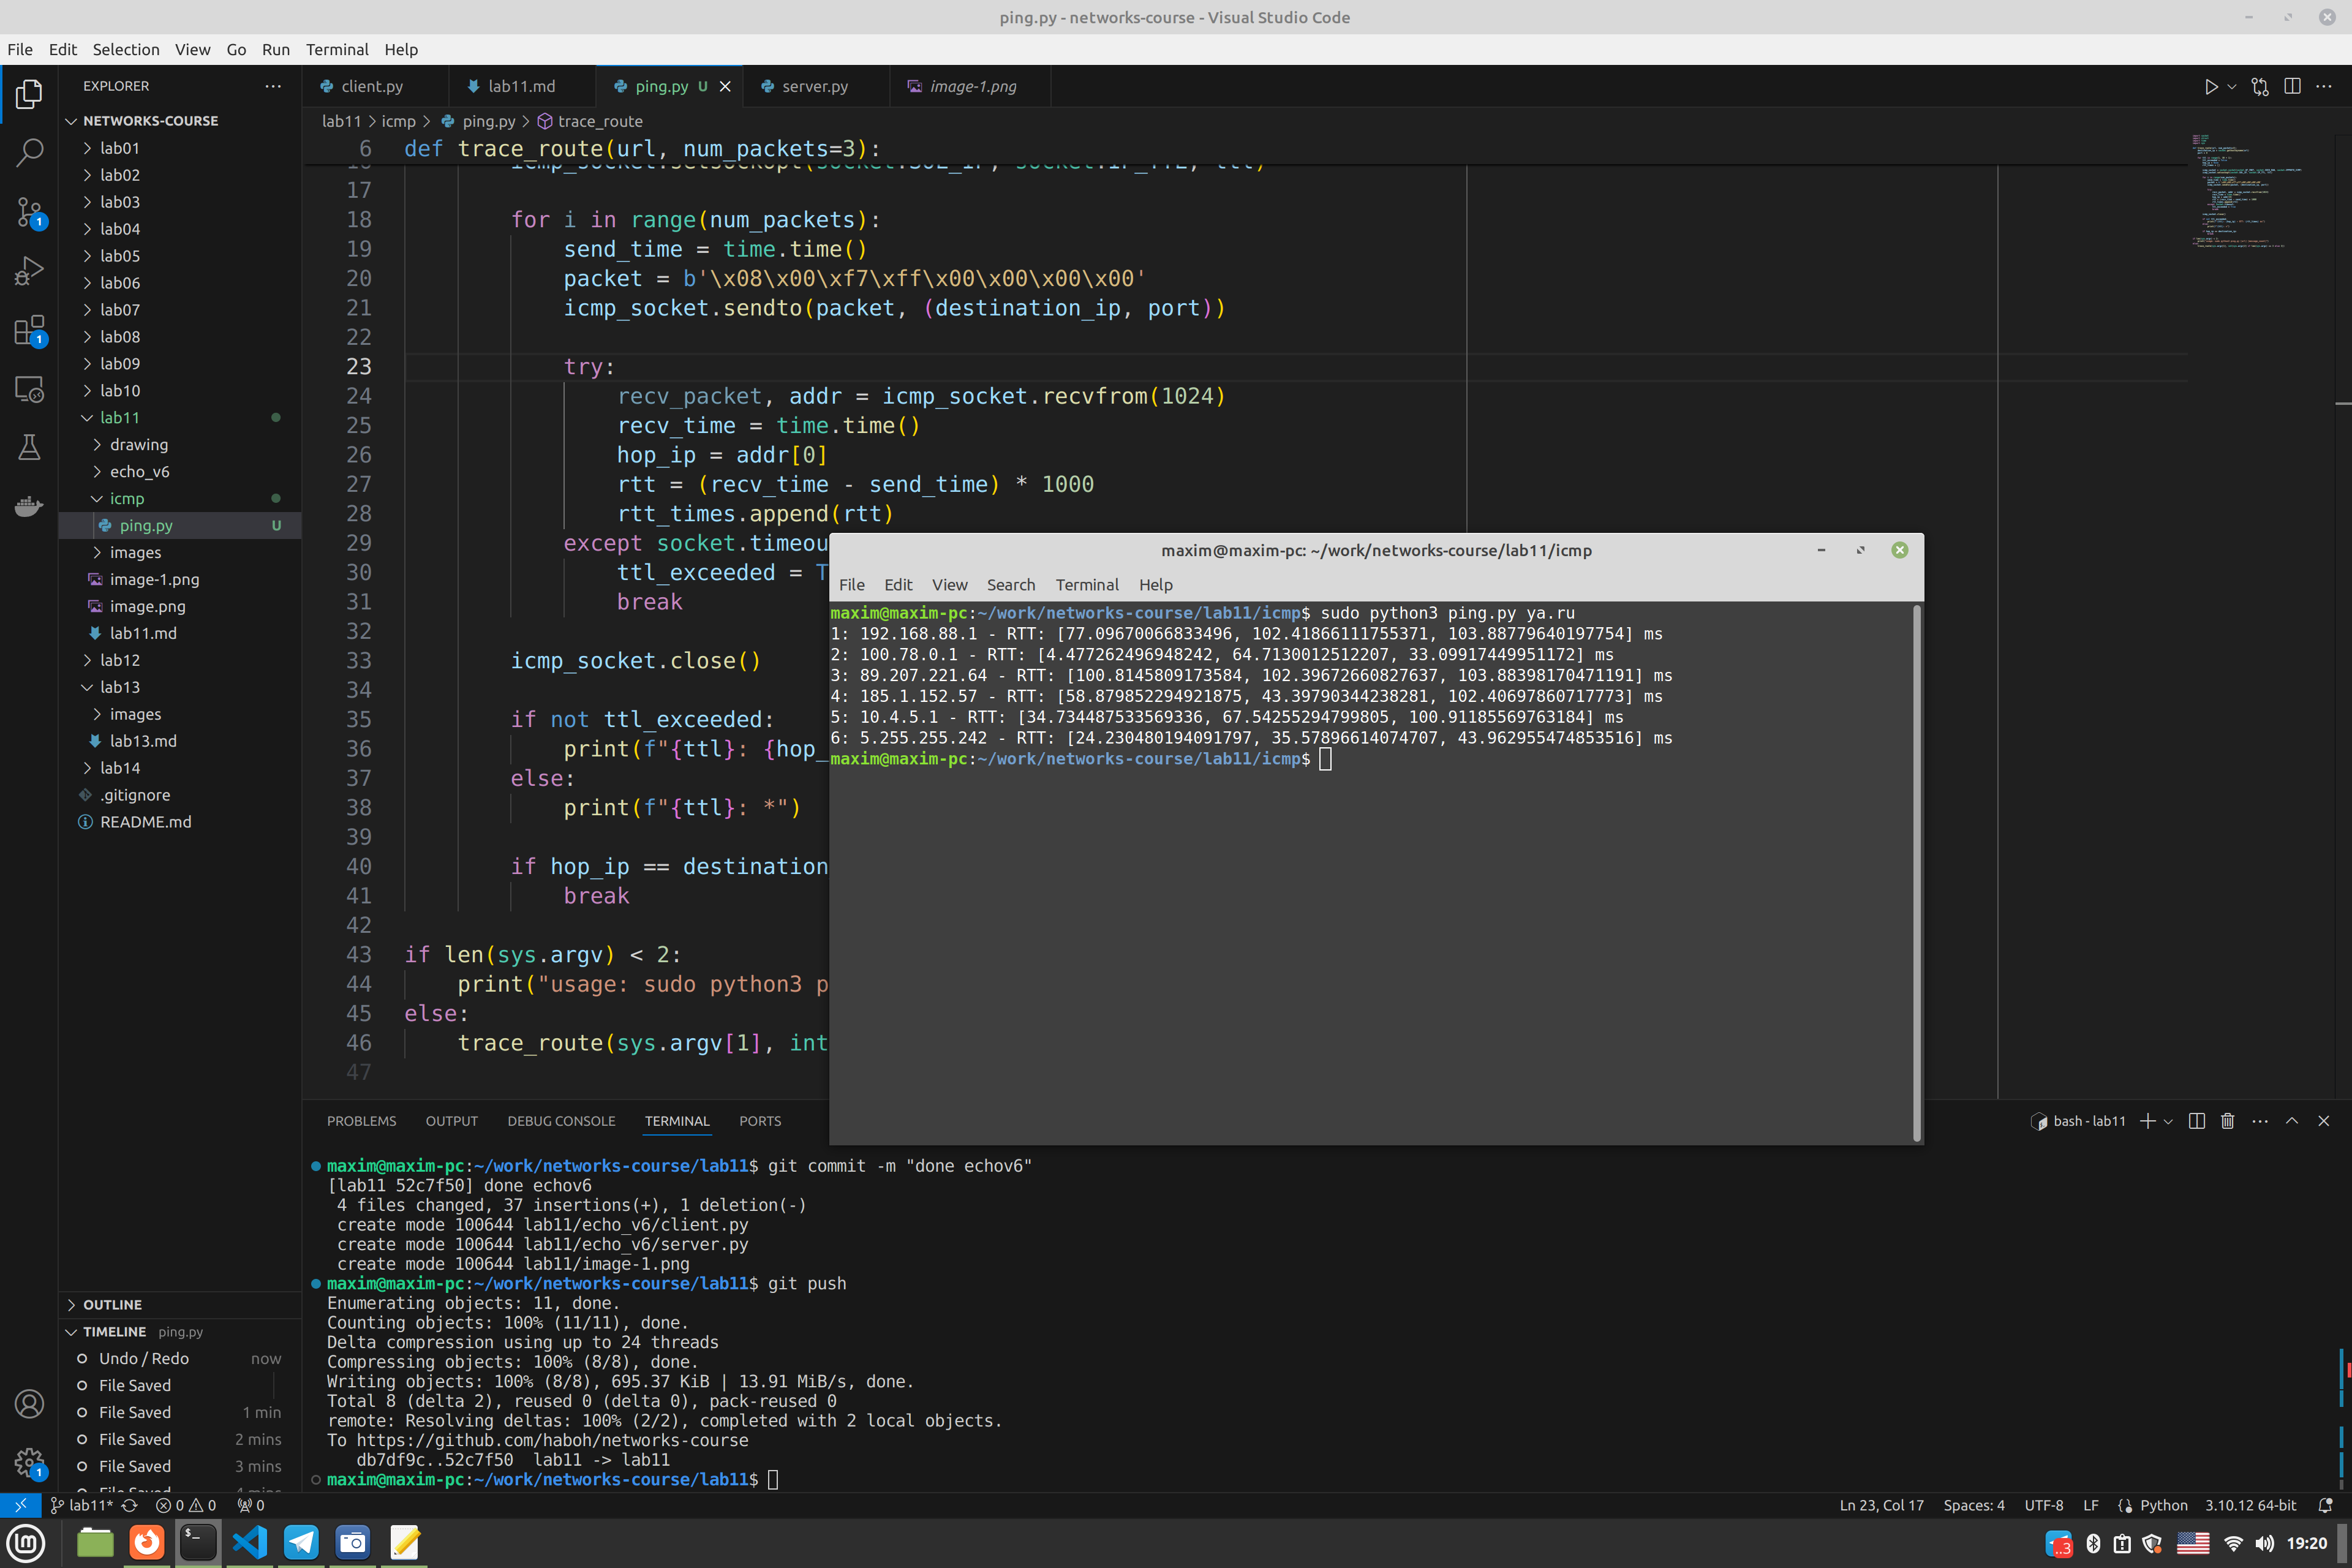 ping.py - networks-course - Visual Studio Code
File Edit Selection View Go Run Terminal Help
EXPLORER
NETWORKS-COURSE
lab01
lab02
lab03
lab04
lab05
lab06
lab07
lab08
lab09
lab10
lab11
drawing
echo_v6
icmp
ping.py U
images
image-1.png
image.png
lab11.md
lab12
lab13
images
lab13.md
lab14
.gitignore
README.md
OUTLINE
TIMELINE ping.py
Undo / Redo now
File Saved
File Saved 1 min
File Saved 2 mins
File Saved 3 mins
client.py lab11.md ping.py U server.py image-1.png
lab11 > icmp > ping.py > trace_route
6 def trace_route(url, num_packets=3):
17
18 for i in range(num_packets):
19 send_time = time.time()
20 packet = b'\x08\x00\xf7\xff\x00\x00\x00\x00'
21 icmp_socket.sendto(packet, (destination_ip, port))
22
23 try:
24 recv_packet, addr = icmp_socket.recvfrom(1024)
25 recv_time = time.time()
26 hop_ip = addr[0]
27 rtt = (recv_time - send_time) * 1000
28 rtt_times.append(rtt)
29 except socket.timeou
30 ttl_exceeded = T
31 break
32
33 icmp_socket.close()
34
35 if not ttl_exceeded:
36 print(f"{ttl}: {hop_
37 else:
38 print(f"{ttl}: *")
39
40 if hop_ip == destination
41 break
42
43 if len(sys.argv) < 2:
44 print("usage: sudo python3 p
45 else:
46 trace_route(sys.argv[1], int
47
maxim@maxim-pc: ~/work/networks-course/lab11/icmp
File Edit View Search Terminal Help
maxim@maxim-pc:~/work/networks-course/lab11/icmp$ sudo python3 ping.py ya.ru
1: 192.168.88.1 - RTT: [77.09670066833496, 102.41866111755371, 103.88779640197754] ms
2: 100.78.0.1 - RTT: [4.477262496948242, 64.7130012512207, 33.09917449951172] ms
3: 89.207.221.64 - RTT: [100.8145809173584, 102.39672660827637, 103.88398170471191] ms
4: 185.1.152.57 - RTT: [58.879852294921875, 43.39790344238281, 102.40697860717773] ms
5: 10.4.5.1 - RTT: [34.734487533569336, 67.54255294799805, 100.91185569763184] ms
6: 5.255.255.242 - RTT: [24.230480194091797, 35.57896614074707, 43.962955474853516] ms
maxim@maxim-pc:~/work/networks-course/lab11/icmp$
PROBLEMS OUTPUT DEBUG CONSOLE TERMINAL PORTS
bash - lab11
maxim@maxim-pc:~/work/networks-course/lab11$ git commit -m "done echov6"
[lab11 52c7f50] done echov6
4 files changed, 37 insertions(+), 1 deletion(-)
create mode 100644 lab11/echo_v6/client.py
create mode 100644 lab11/echo_v6/server.py
create mode 100644 lab11/image-1.png
maxim@maxim-pc:~/work/networks-course/lab11$ git push
Enumerating objects: 11, done.
Counting objects: 100% (11/11), done.
Delta compression using up to 24 threads
Compressing objects: 100% (8/8), done.
Writing objects: 100% (8/8), 695.37 KiB | 13.91 MiB/s, done.
Total 8 (delta 2), reused 0 (delta 0), pack-reused 0
remote: Resolving deltas: 100% (2/2), completed with 2 local objects.
To https://github.com/haboh/networks-course
db7df9c..52c7f50 lab11 -> lab11
maxim@maxim-pc:~/work/networks-course/lab11$
lab11* 0 0 0
Ln 23, Col 17 Spaces: 4 UTF-8 LF Python 3.10.12 64-bit
19:20